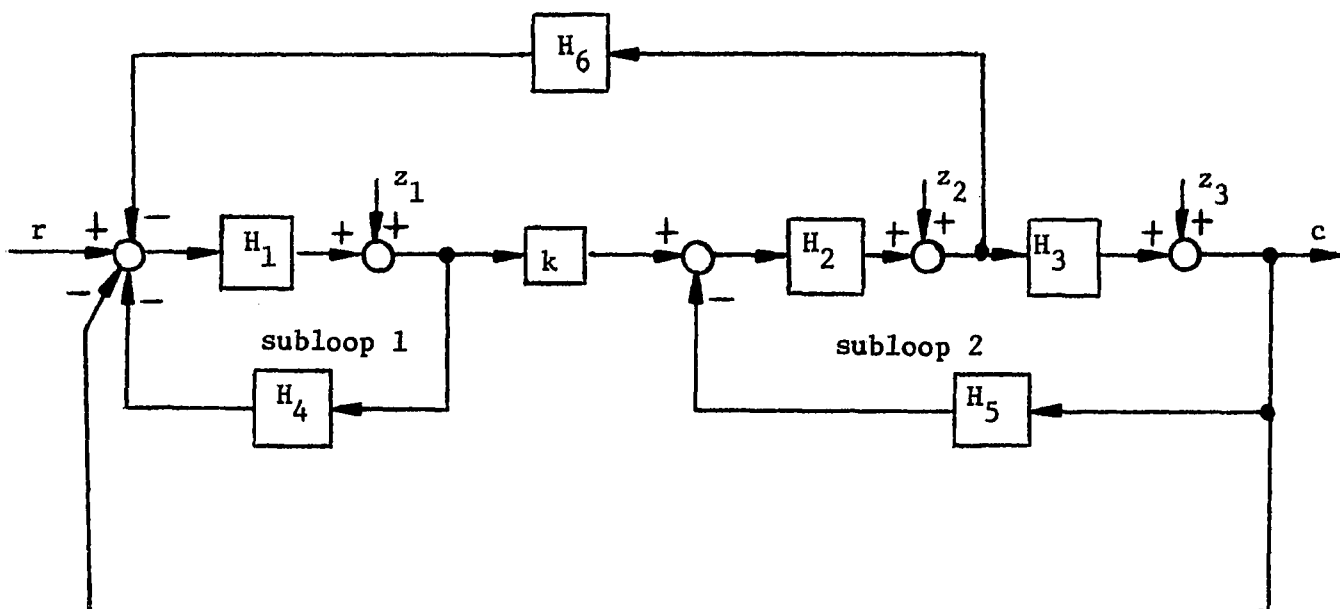 H6
z1
z2
z3
r
+
−
H1
+
+
k
+
H2
+
+
H3
+
+
c
−
−
−
subloop 1
subloop 2
H4
H5